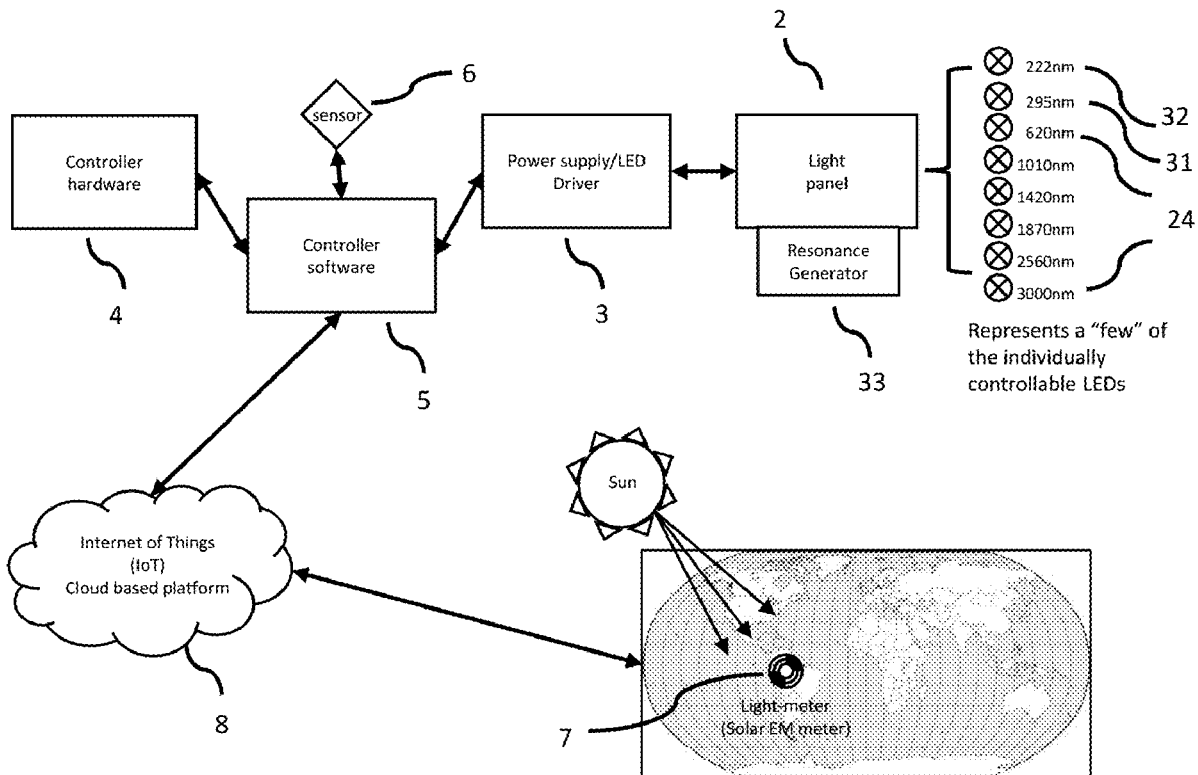 2
6
222nm
295nm
620nm
1010nm
1420nm
1870nm
2560nm
3000nm
32
31
24
sensor
Controller
hardware
Power supply/LED
Driver
Light
panel
Controller
software
Resonance
Generator
4
3
5
33
Represents a “few” of
the individually
controllable LEDs
Sun
Internet of Things
(IoT)
Cloud based platform
8
7
Light-meter
(Solar EM meter)